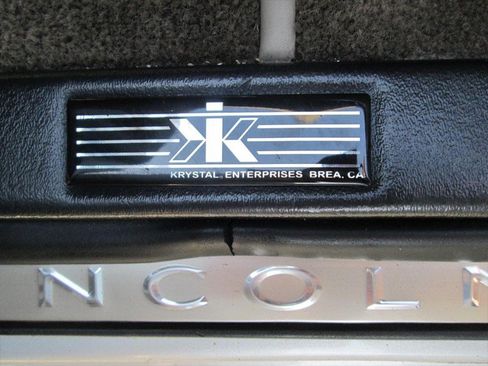 KRYSTAL ENTERPRISES BREA, CA
NCOLN